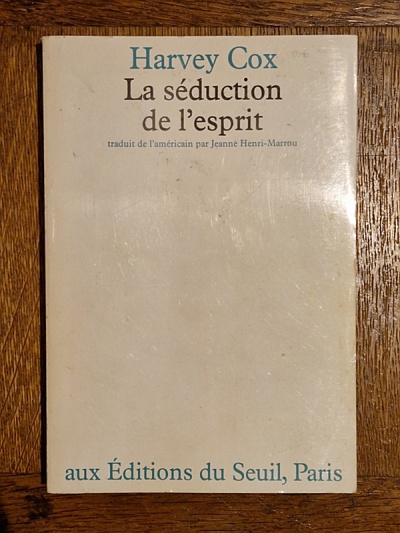 Harvey Cox
La séduction
de l'esprit
traduit de l'américain par Jeanne Henri-Marrou
aux Éditions du Seuil, Paris